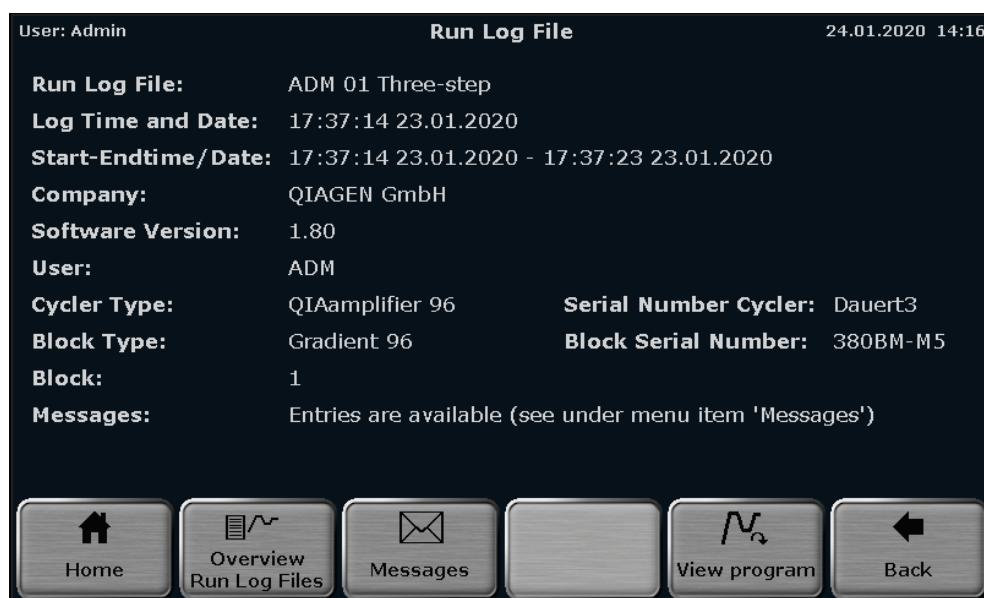 User: Admin Run Log File 24.01.2020 14:16
Run Log File: ADM 01 Three-step
Log Time and Date: 17:37:14 23.01.2020
Start-Endtime/Date: 17:37:14 23.01.2020 - 17:37:23 23.01.2020
Company: QIAGEN GmbH
Software Version: 1.80
User: ADM
Cycler Type: QIAamplifier 96 Serial Number Cycler: Dauert3
Block Type: Gradient 96 Block Serial Number: 380BM-M5
Block: 1
Messages: Entries are available (see under menu item 'Messages')
Home
Overview
Run Log Files
Messages
View program
Back